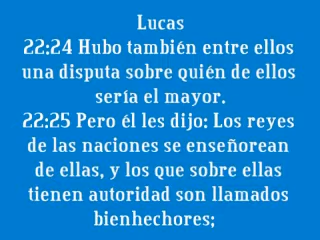 Lucas
22:24 Hubo también entre ellos
una disputa sobre quién de ellos
sería el mayor.
22:25 Pero él les dijo: Los reyes
de las naciones se enseñorean
de ellas, y los que sobre ellas
tienen autoridad son llamados
bienhechores;